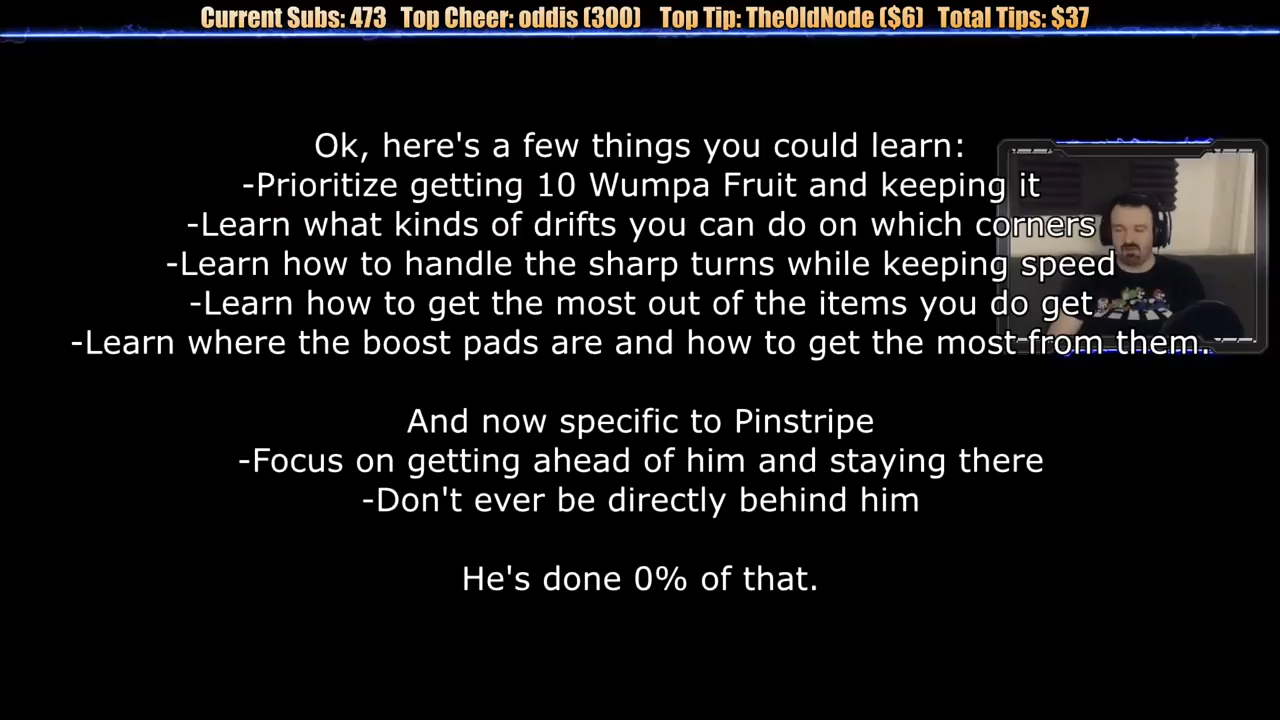 Current Subs: 473 Top Cheer: oddis (300) Top Tip: TheOldNode ($6) Total Tips: $37
Ok, here's a few things you could learn:
-Prioritize getting 10 Wumpa Fruit and keeping it
-Learn what kinds of drifts you can do on which corners
-Learn how to handle the sharp turns while keeping speed
-Learn how to get the most out of the items you do get
-Learn where the boost pads are and how to get the most from them.
And now specific to Pinstripe
-Focus on getting ahead of him and staying there
-Don't ever be directly behind him
He's done 0% of that.